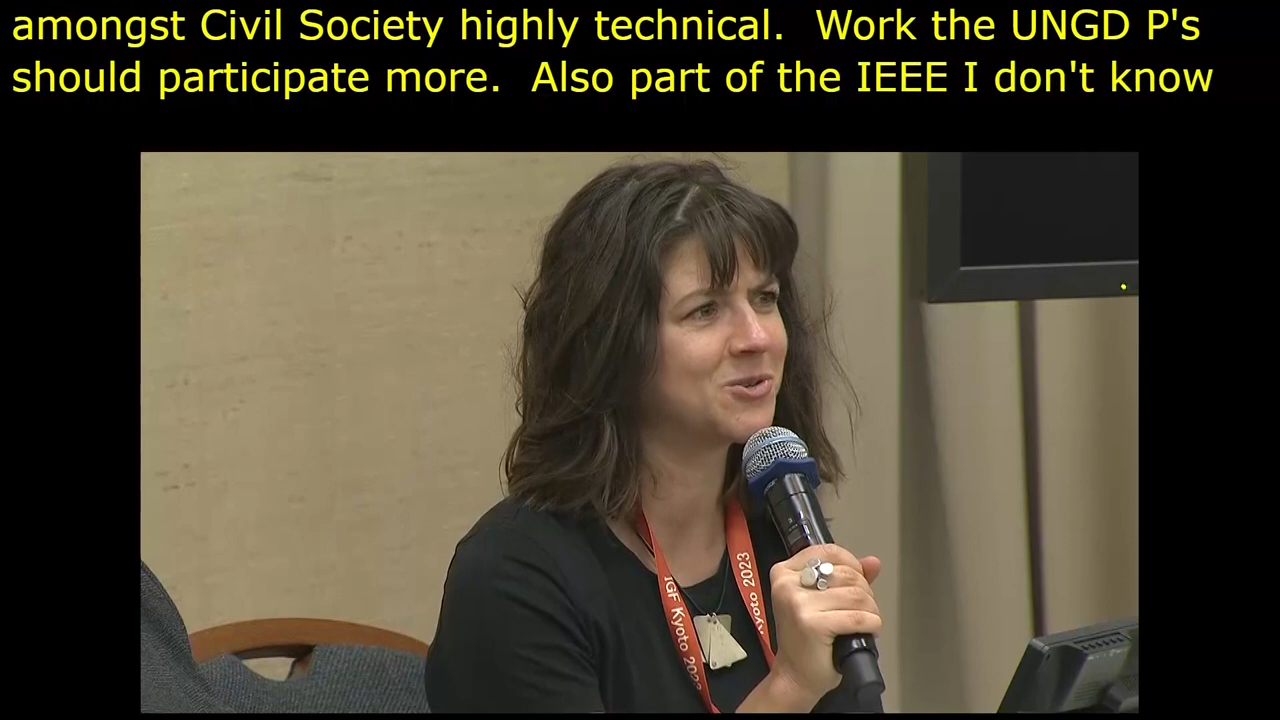 amongst Civil Society highly technical.  Work the UNGD P's
should participate more.  Also part of the IEEE I don't know
IGF Kyoto 2023
Kyoto 2023